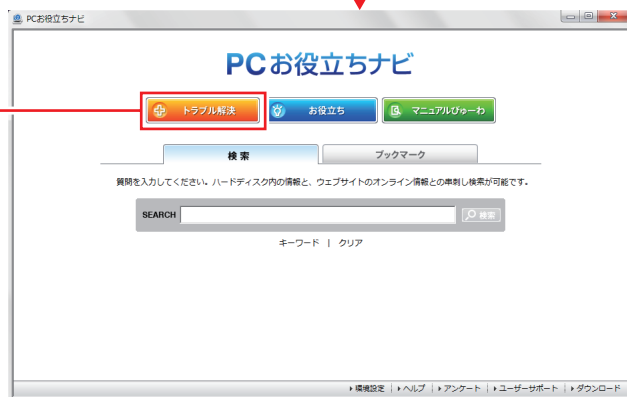 PCお役立ちナビ
PCお役立ちナビ
トラブル解決 お役立ち マニュアルびゅーわ
検索 ブックマーク
質問を入力してください。ハードディスク内の情報と、ウェブサイトのオンライン情報との串刺し検索が可能です。
SEARCH 検索
キーワード | クリア
環境設定 | ヘルプ | アンケート | ユーザーサポート | ダウンロード